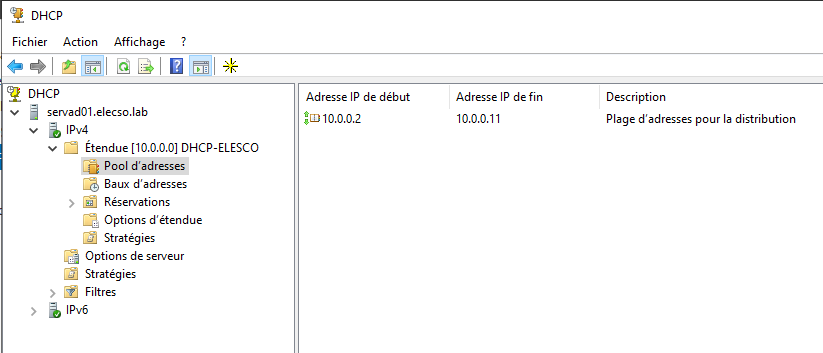 DHCP
Fichier Action Affichage ?
DHCP
servad01.elecso.lab
IPv4
Étendue [10.0.0.0] DHCP-ELESCO
Pool d'adresses
Baux d'adresses
Réservations
Options d'étendue
Stratégies
Options de serveur
Stratégies
Filtres
IPv6
Adresse IP de début Adresse IP de fin Description
10.0.0.2 10.0.0.11 Plage d'adresses pour la distribution